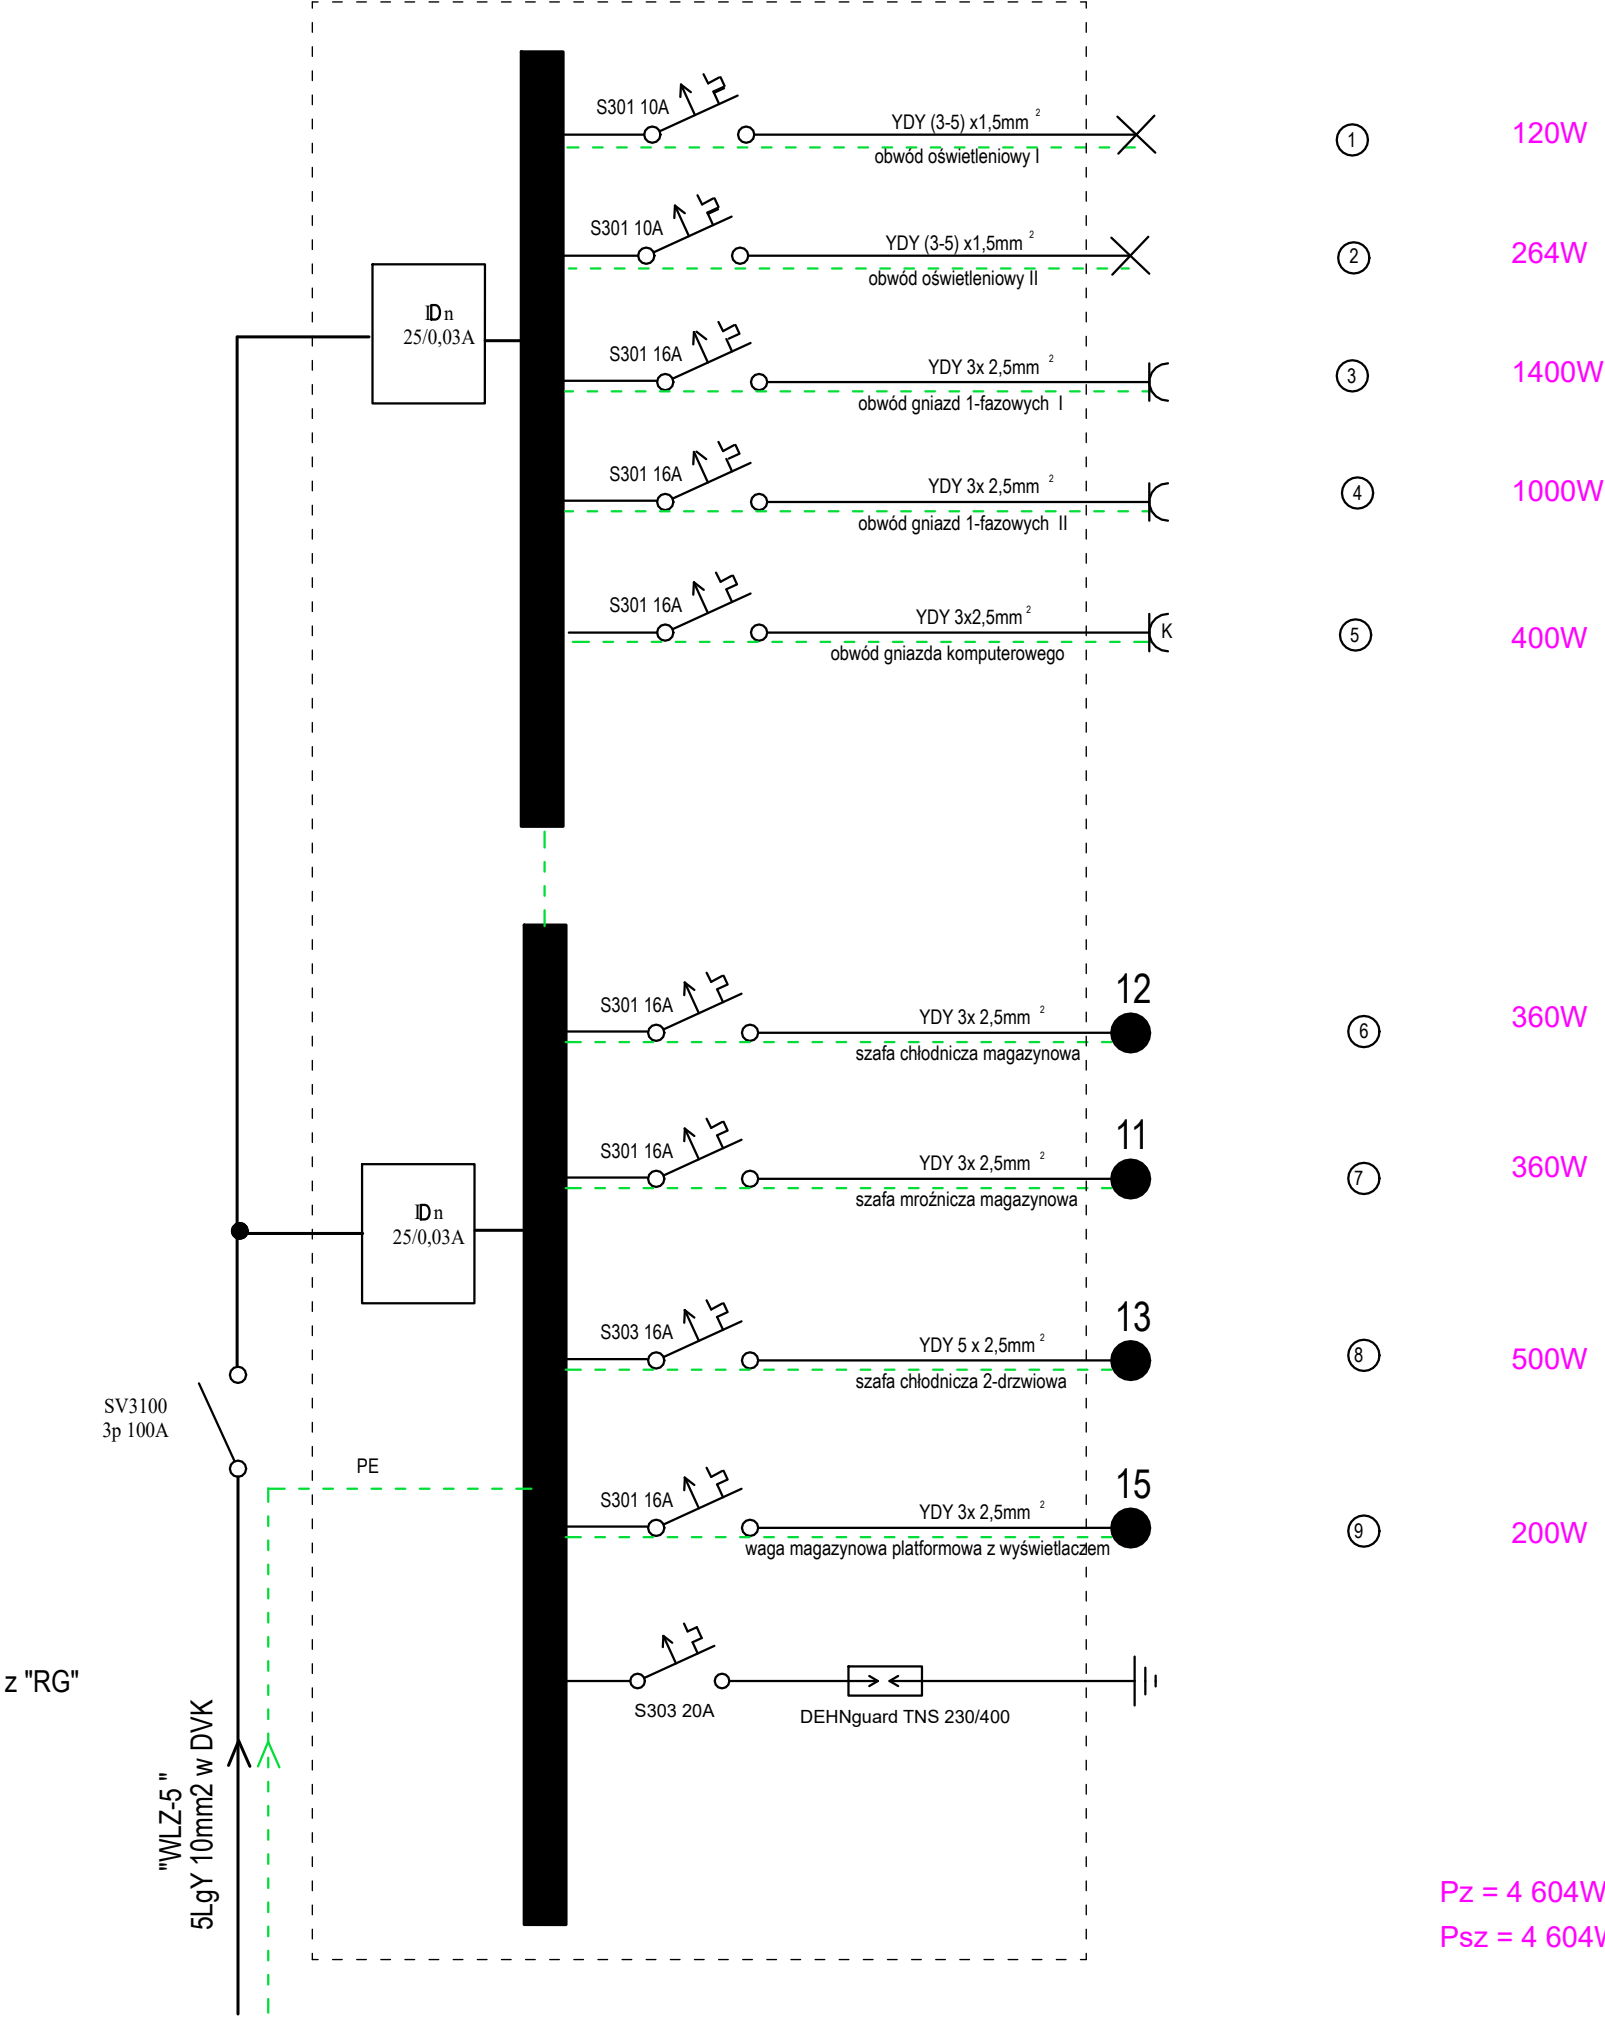 S301 10A
YDY (3-5) x1,5mm 2
obwód oświetleniowy I
1
120W
S301 10A
YDY (3-5) x1,5mm 2
obwód oświetleniowy II
2
264W
IDn
25/0,03A
S301 16A
YDY 3x 2,5mm 2
obwód gniazd 1-fazowych I
3
1400W
S301 16A
YDY 3x 2,5mm 2
obwód gniazd 1-fazowych II
4
1000W
S301 16A
YDY 3x2,5mm 2
obwód gniazda komputerowego
K
5
400W
S301 16A
YDY 3x 2,5mm 2
szafa chłodnicza magazynowa
12
6
360W
S301 16A
YDY 3x 2,5mm 2
szafa mroźnicza magazynowa
11
7
360W
IDn
25/0,03A
S303 16A
YDY 5 x 2,5mm 2
szafa chłodnicza 2-drzwiowa
13
8
500W
SV3100
3p 100A
PE
S301 16A
YDY 3x 2,5mm 2
waga magazynowa platformowa z wyświetlaczem
15
9
200W
S303 20A
DEHNguard TNS 230/400
z "RG"
"WLZ-5 "
5LgY 10mm2 w DVK
Pz = 4 604W
Psz = 4 604W